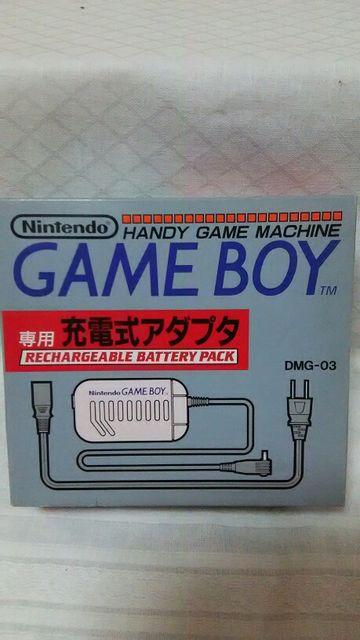 Nintendo
HANDY GAME MACHINE
GAME BOY TM
専用 充電式アダプタ
RECHARGEABLE BATTERY PACK
DMG-03
Nintendo GAME BOY TM